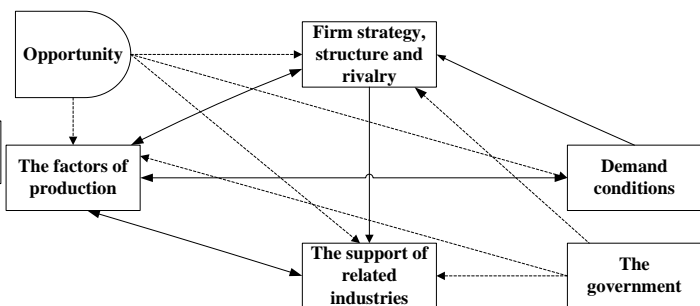 Opportunity
Firm strategy,
structure and
rivalry
The factors of
production
Demand
conditions
The support of
related
industries
The
government